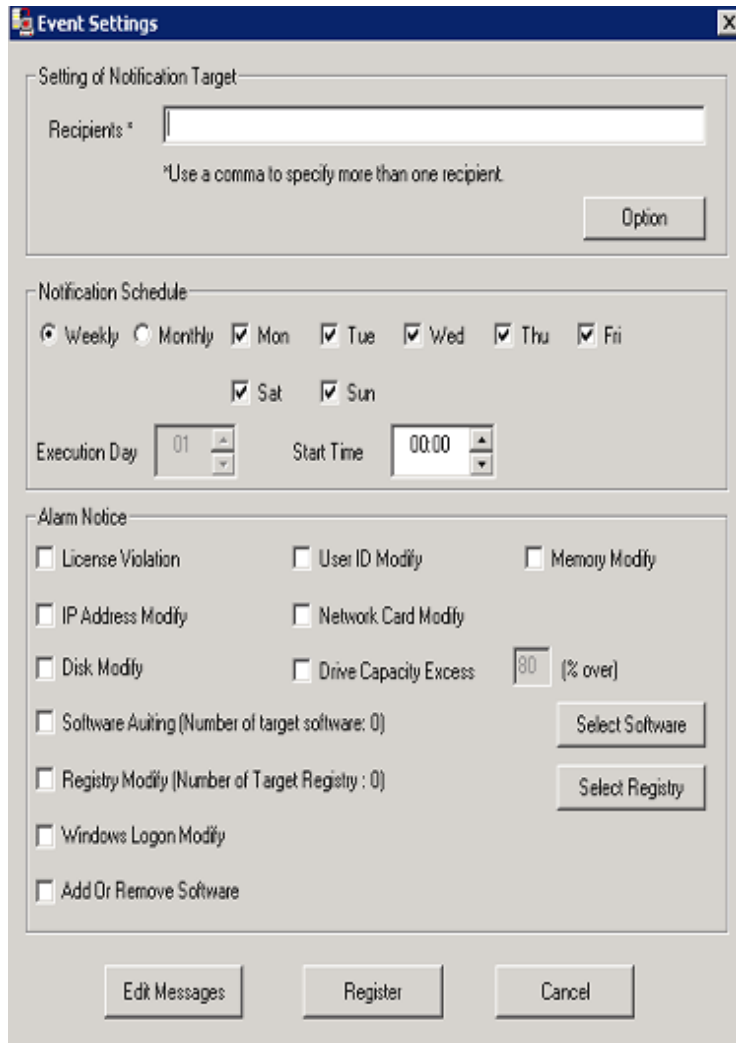 Event Settings
Setting of Notification Target
Recipients *
*Use a comma to specify more than one recipient.
Option
Notification Schedule
Weekly Monthly Mon Tue Wed Thu Fri
Sat Sun
Execution Day 01 Start Time 00:00
Alarm Notice
License Violation User ID Modify Memory Modify
IP Address Modify Network Card Modify
Disk Modify Drive Capacity Excess 80 (% over)
Software Auiting (Number of target software: 0) Select Software
Registry Modify (Number of Target Registry : 0) Select Registry
Windows Logon Modify
Add Or Remove Software
Edit Messages Register Cancel